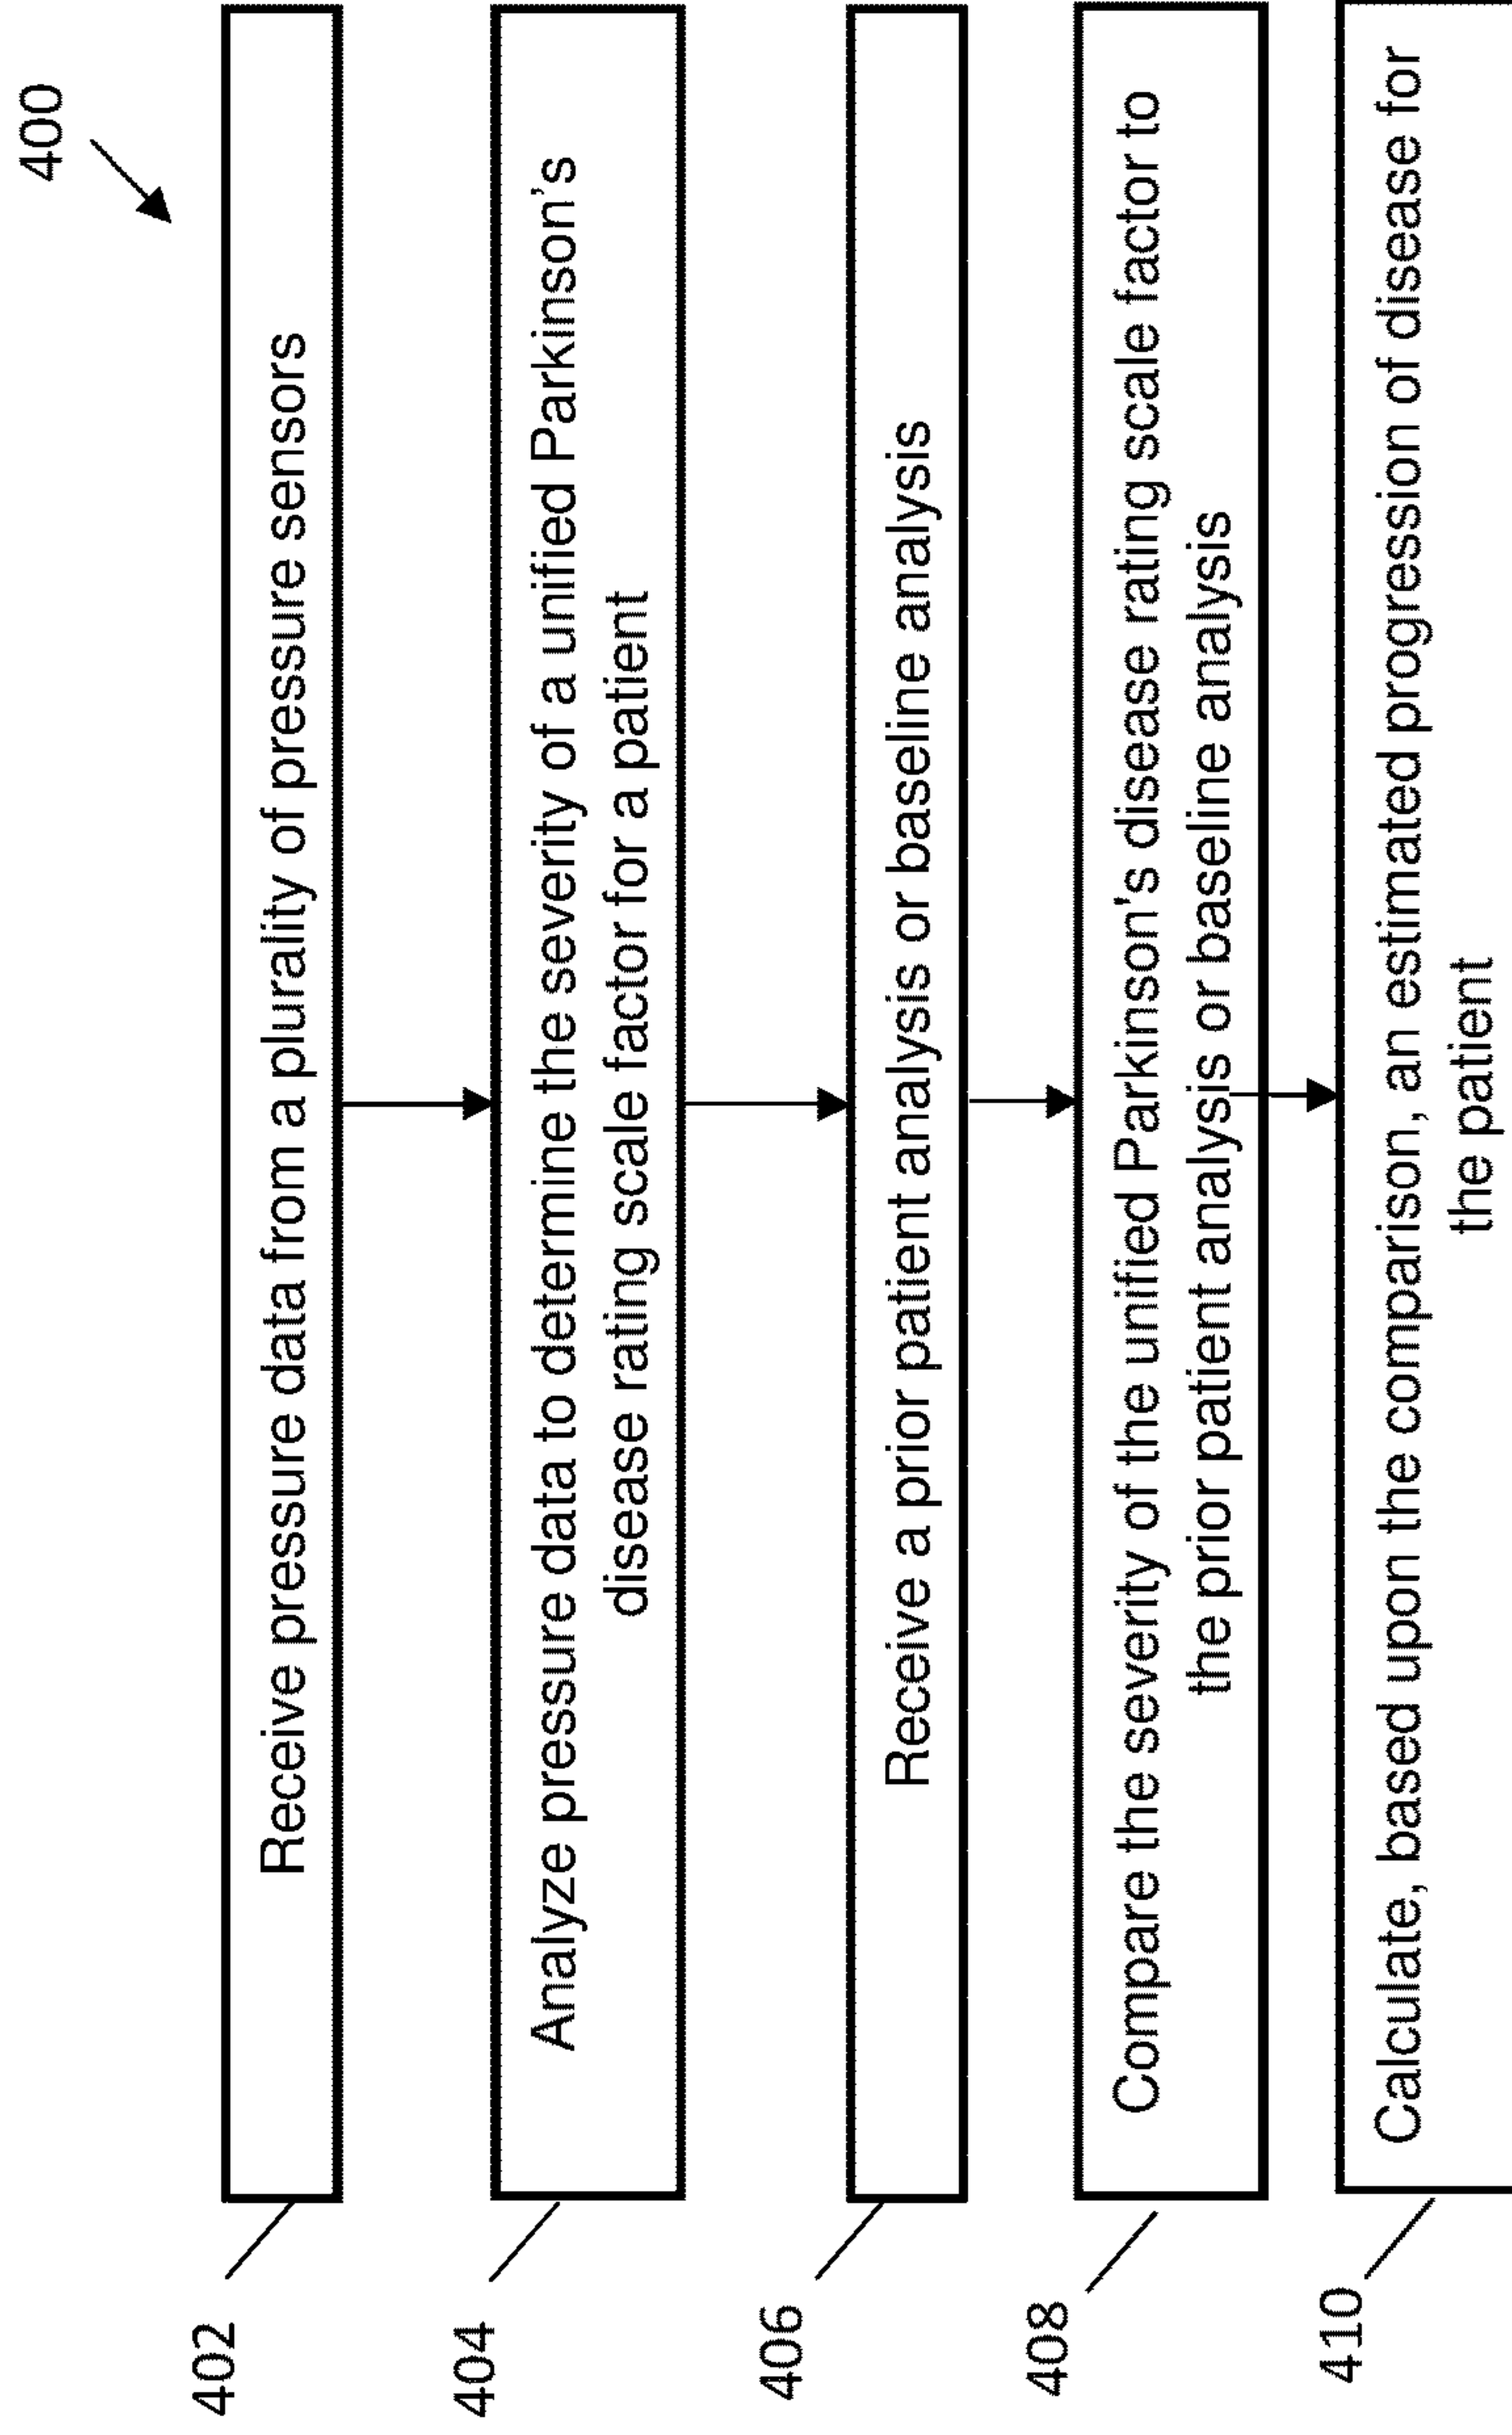 400
402
Receive pressure data from a plurality of pressure sensors
404
Analyze pressure data to determine the severity of a unified Parkinson's
disease rating scale factor for a patient
406
Receive a prior patient analysis or baseline analysis
408
Compare the severity of the unified Parkinson's disease rating scale factor to
the prior patient analysis or baseline analysis
410
Calculate, based upon the comparison, an estimated progression of disease for
the patient